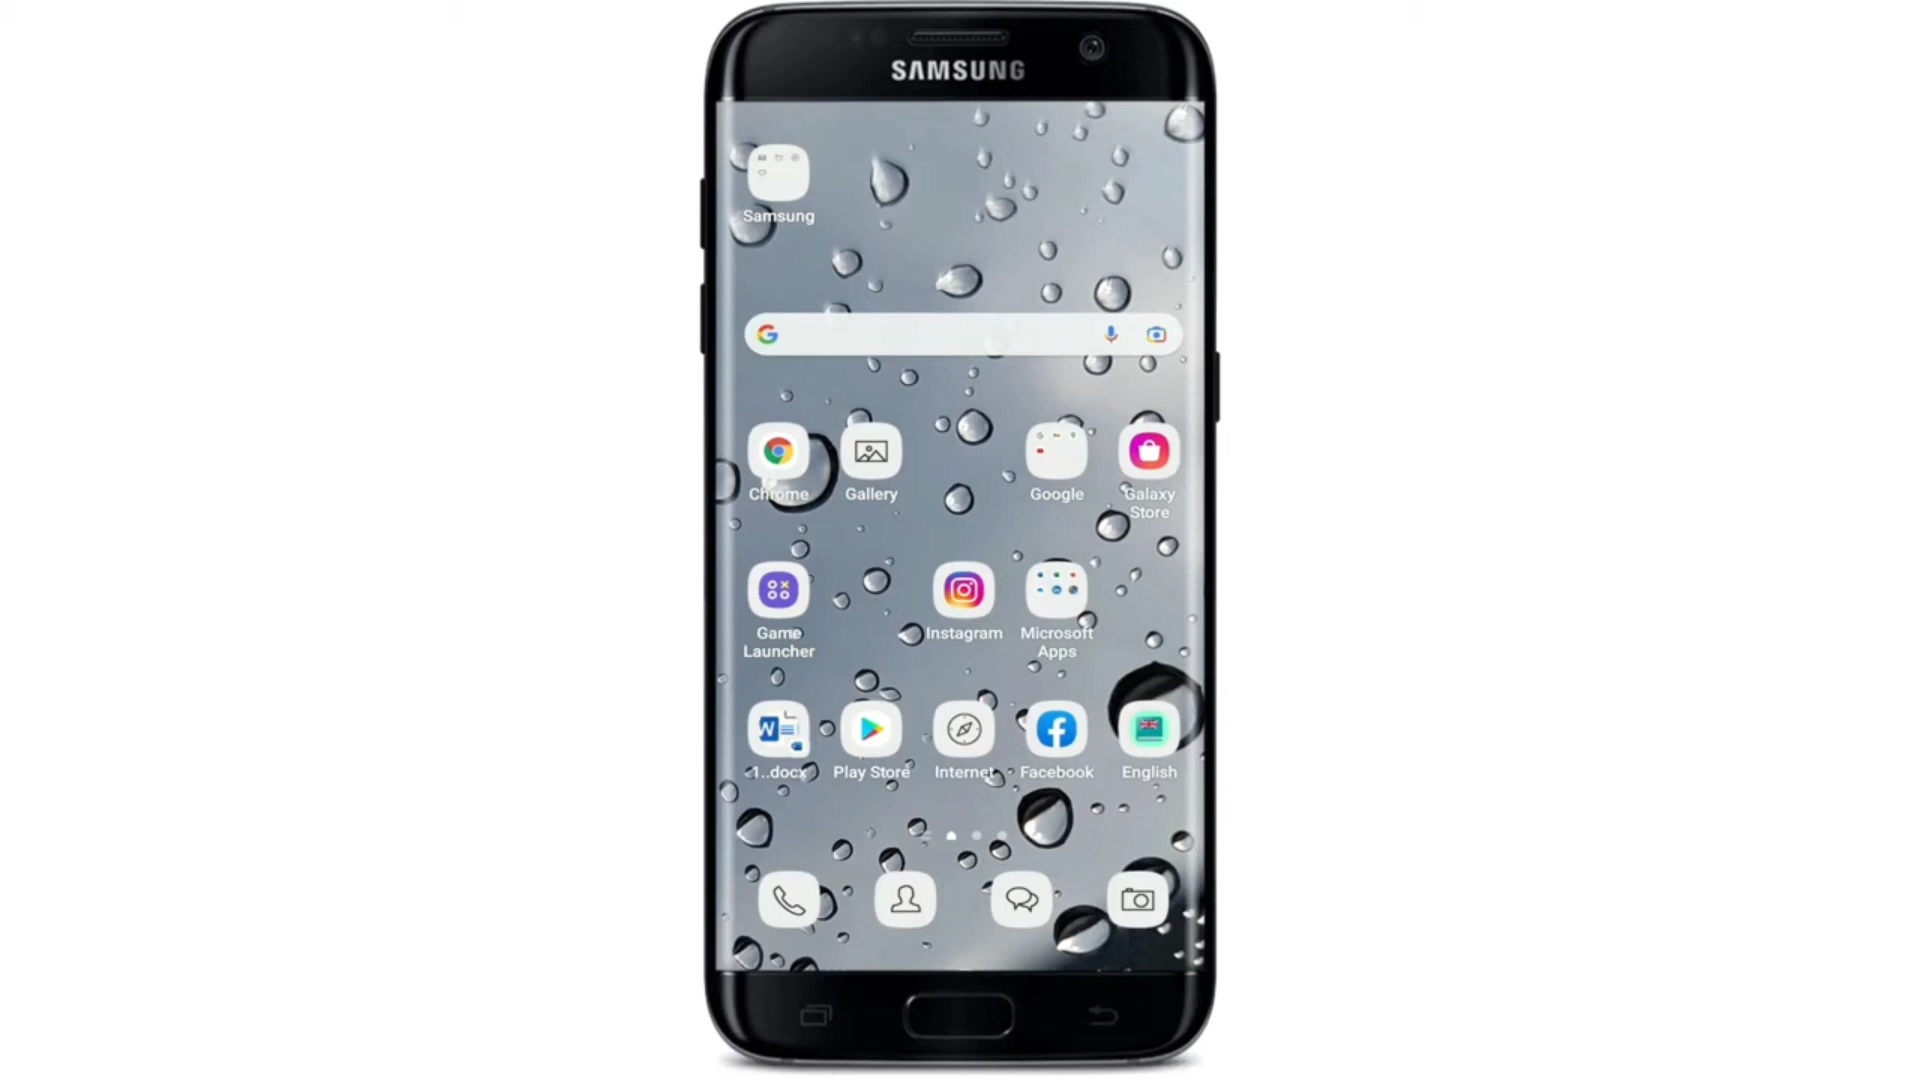 SAMSUNG
Samsung
Chrome
Gallery
Google
Galaxy
Store
Game
Launcher
Instagram
Microsoft
Apps
1..docx
Play Store
Internet
Facebook
English